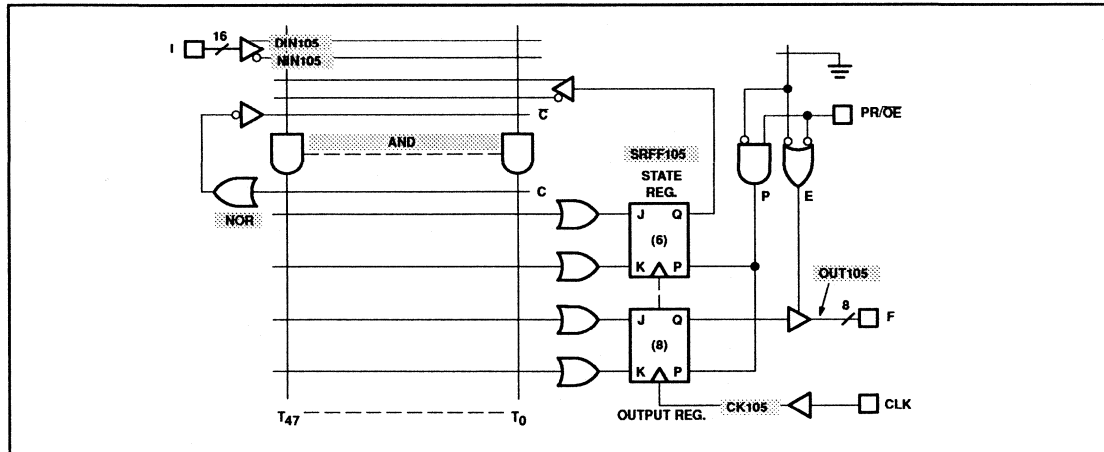 I
16
DIN105
NIN105
C̅
AND
NOR
C
SRFF105
STATE
REG.
J Q
(6)
K P
J Q
(8)
K P
PR/O̅E̅
P
E
OUT105
8
F
CK105
CLK
OUTPUT REG.
T47
T0